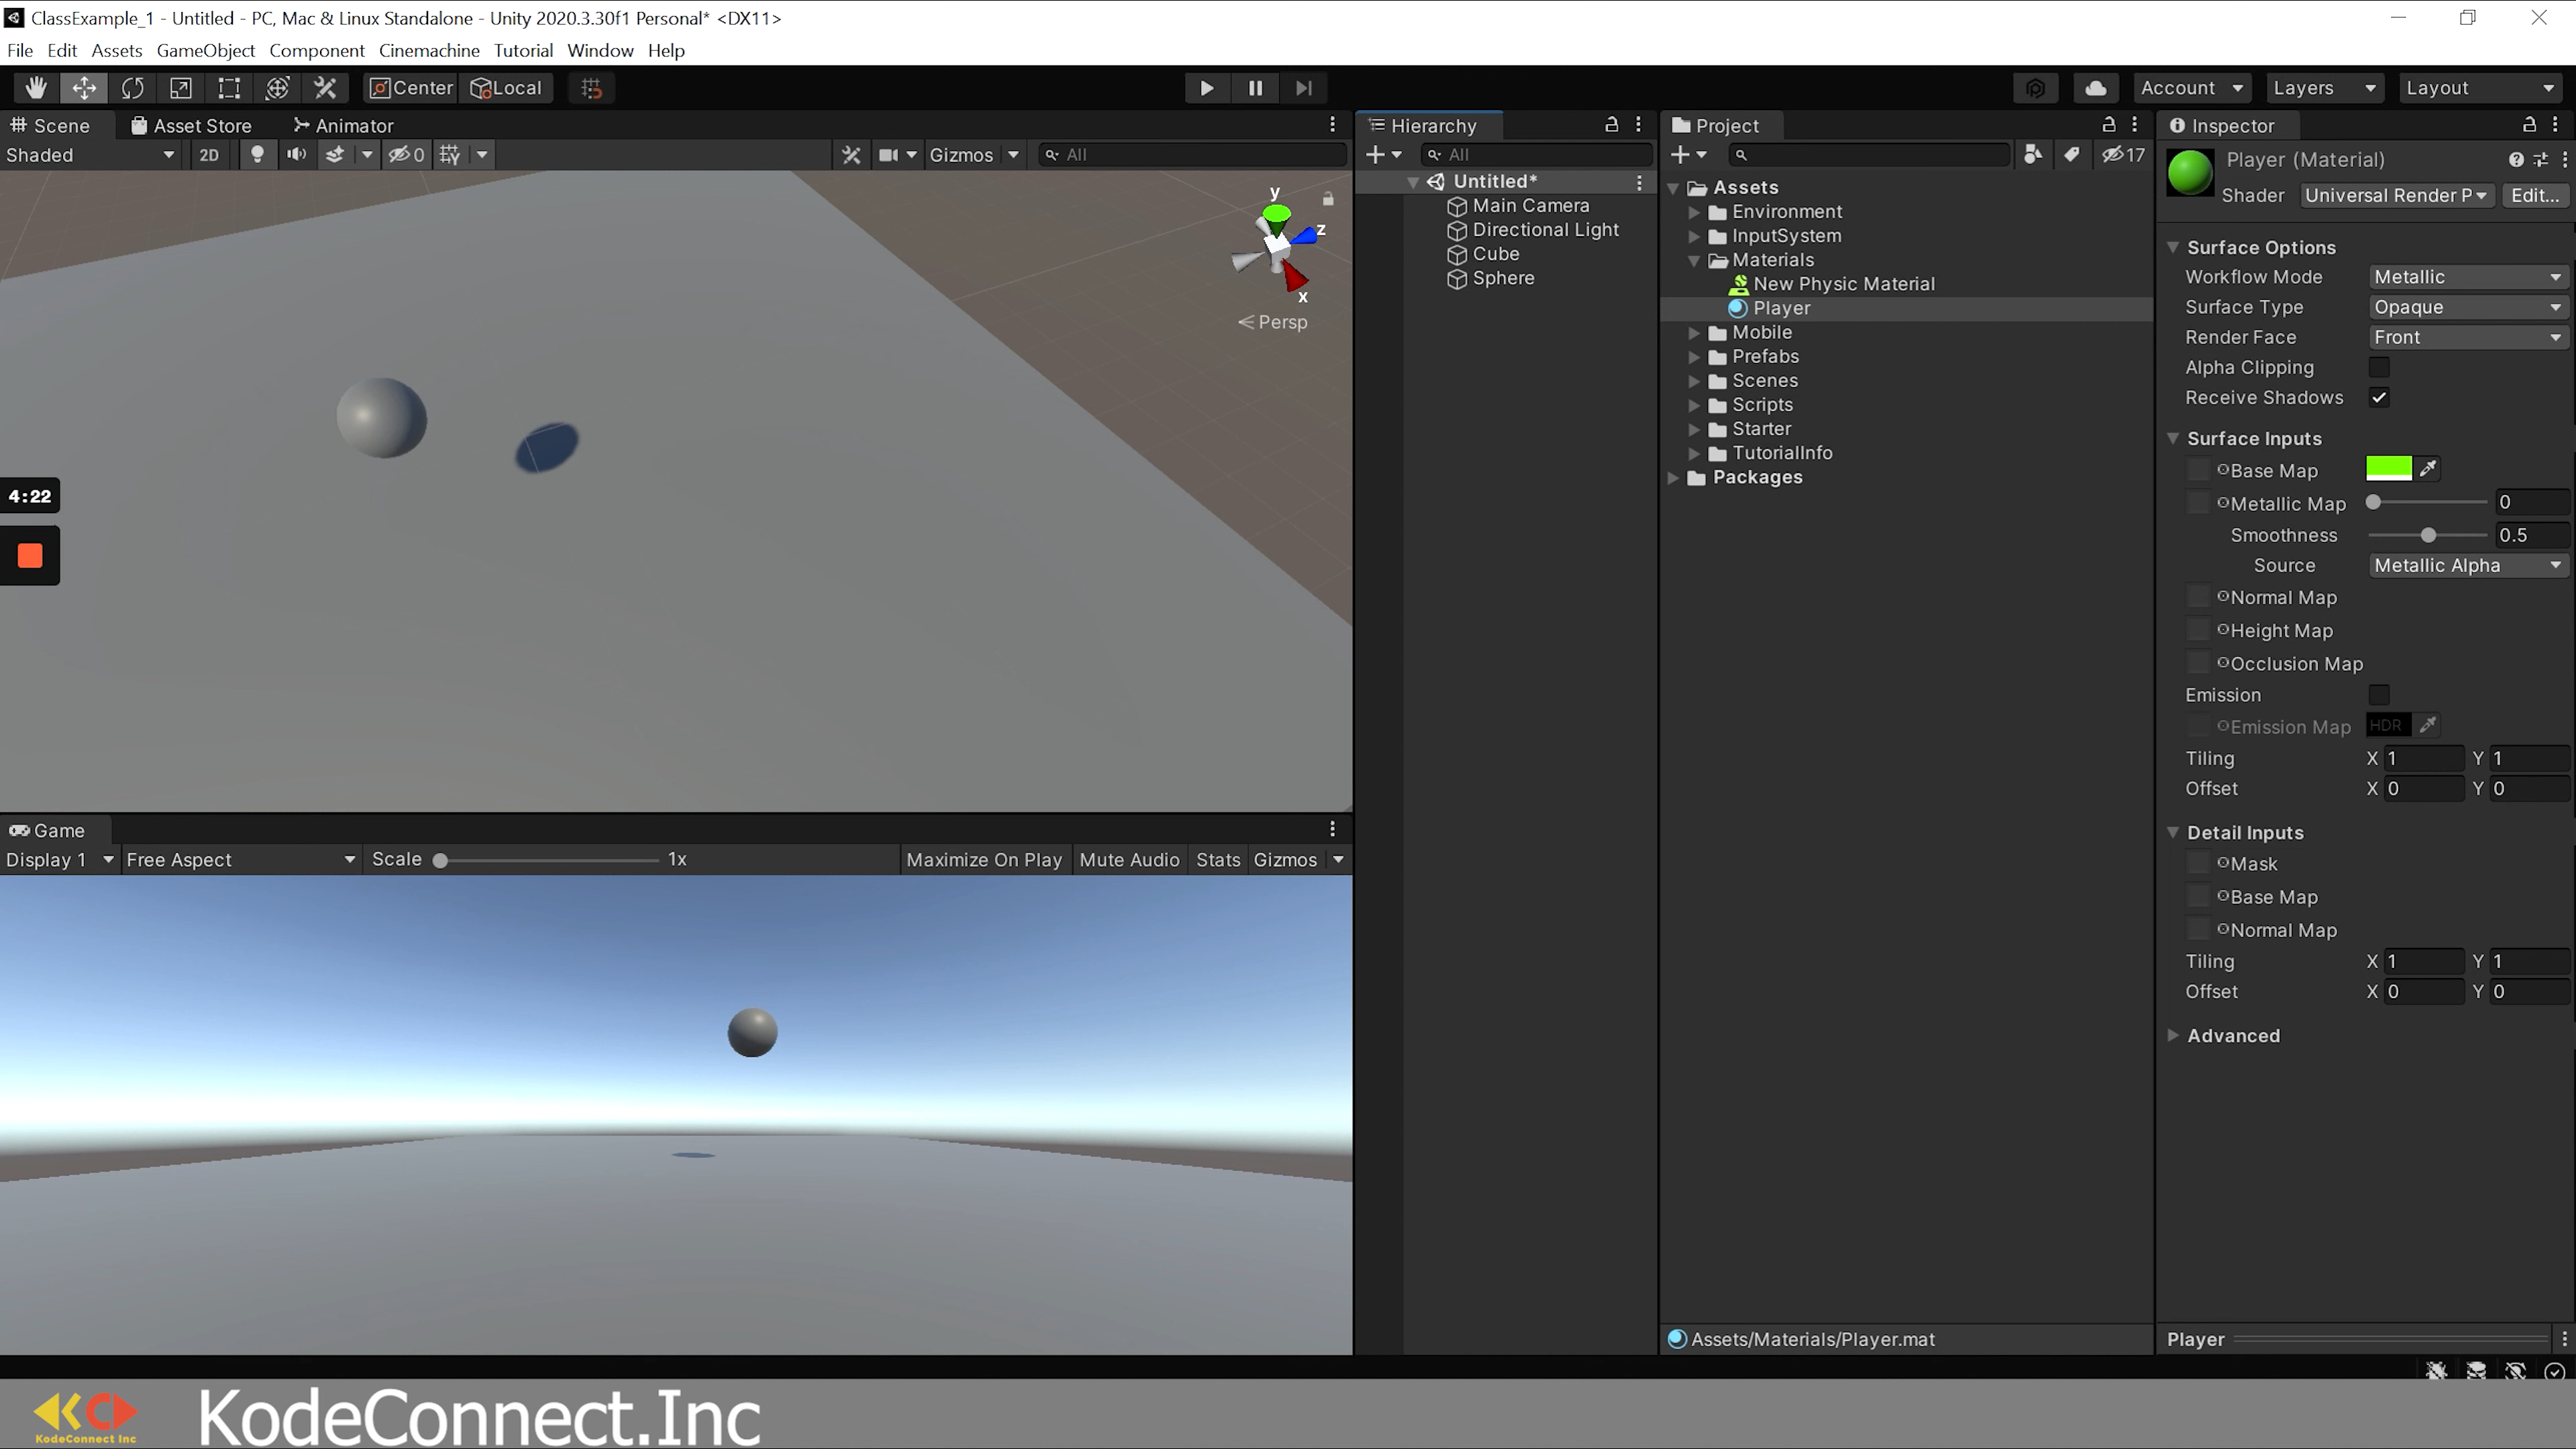 ClassExample_1 - Untitled - PC, Mac & Linux Standalone - Unity 2020.3.30f1 Personal* <DX11>
File Edit Assets GameObject Component Cinemachine Tutorial Window Help
Center Local Account Layers Layout
Scene Asset Store Animator
Shaded 2D 0 Gizmos All
y
z
x
Persp
4:22
Game
Display 1 Free Aspect Scale 1x Maximize On Play Mute Audio Stats Gizmos
Hierarchy
All
Untitled*
Main Camera
Directional Light
Cube
Sphere
Project
17
Assets
Environment
InputSystem
Materials
New Physic Material
Player
Mobile
Prefabs
Scenes
Scripts
Starter
TutorialInfo
Packages
Assets/Materials/Player.mat
Inspector
Player (Material)
Shader Universal Render P Edit...
Surface Options
Workflow Mode Metallic
Surface Type Opaque
Render Face Front
Alpha Clipping
Receive Shadows
Surface Inputs
Base Map
Metallic Map 0
Smoothness 0.5
Source Metallic Alpha
Normal Map
Height Map
Occlusion Map
Emission
Emission Map HDR
Tiling X 1 Y 1
Offset X 0 Y 0
Detail Inputs
Mask
Base Map
Normal Map
Tiling X 1 Y 1
Offset X 0 Y 0
Advanced
Player
KodeConnect Inc
KodeConnect.Inc